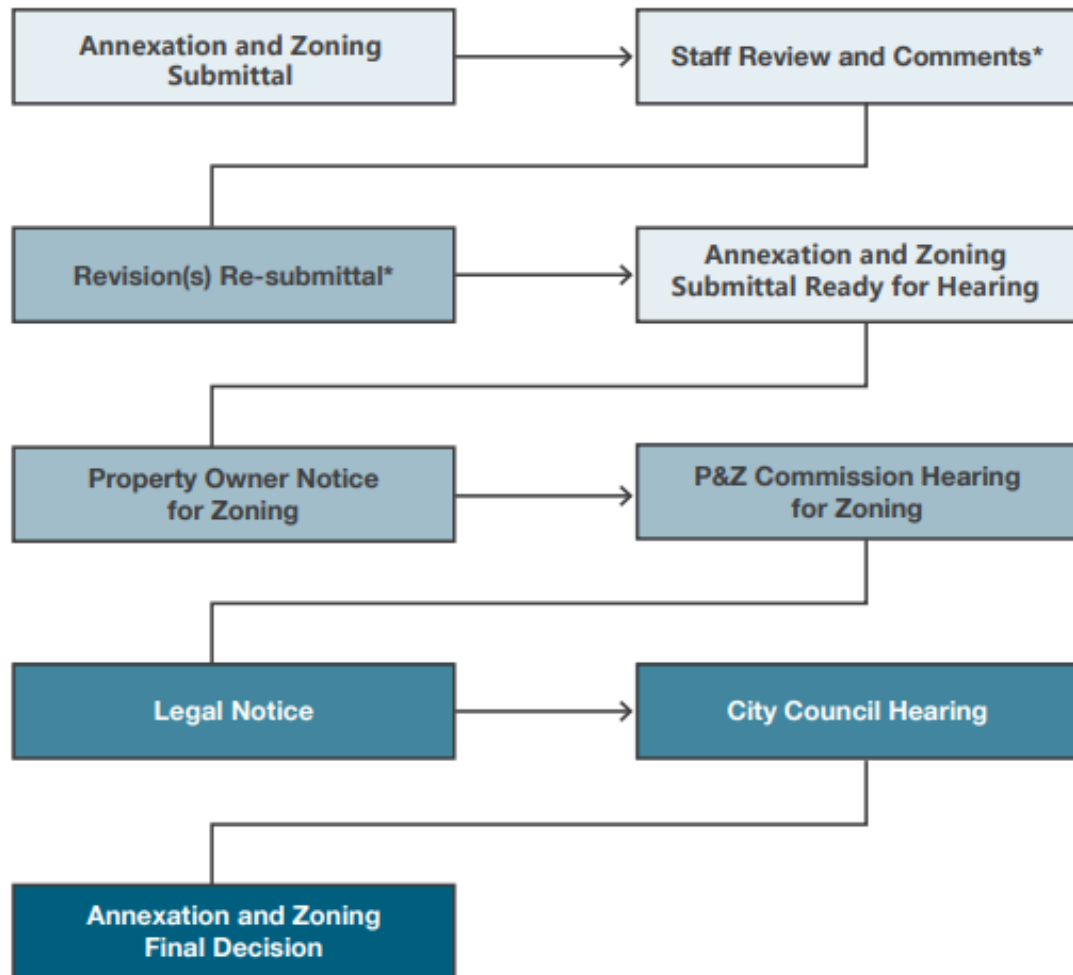 Annexation and Zoning
Submittal
Staff Review and Comments*
Revision(s) Re-submittal*
Annexation and Zoning
Submittal Ready for Hearing
Property Owner Notice
for Zoning
P&Z Commission Hearing
for Zoning
Legal Notice
City Council Hearing
Annexation and Zoning
Final Decision